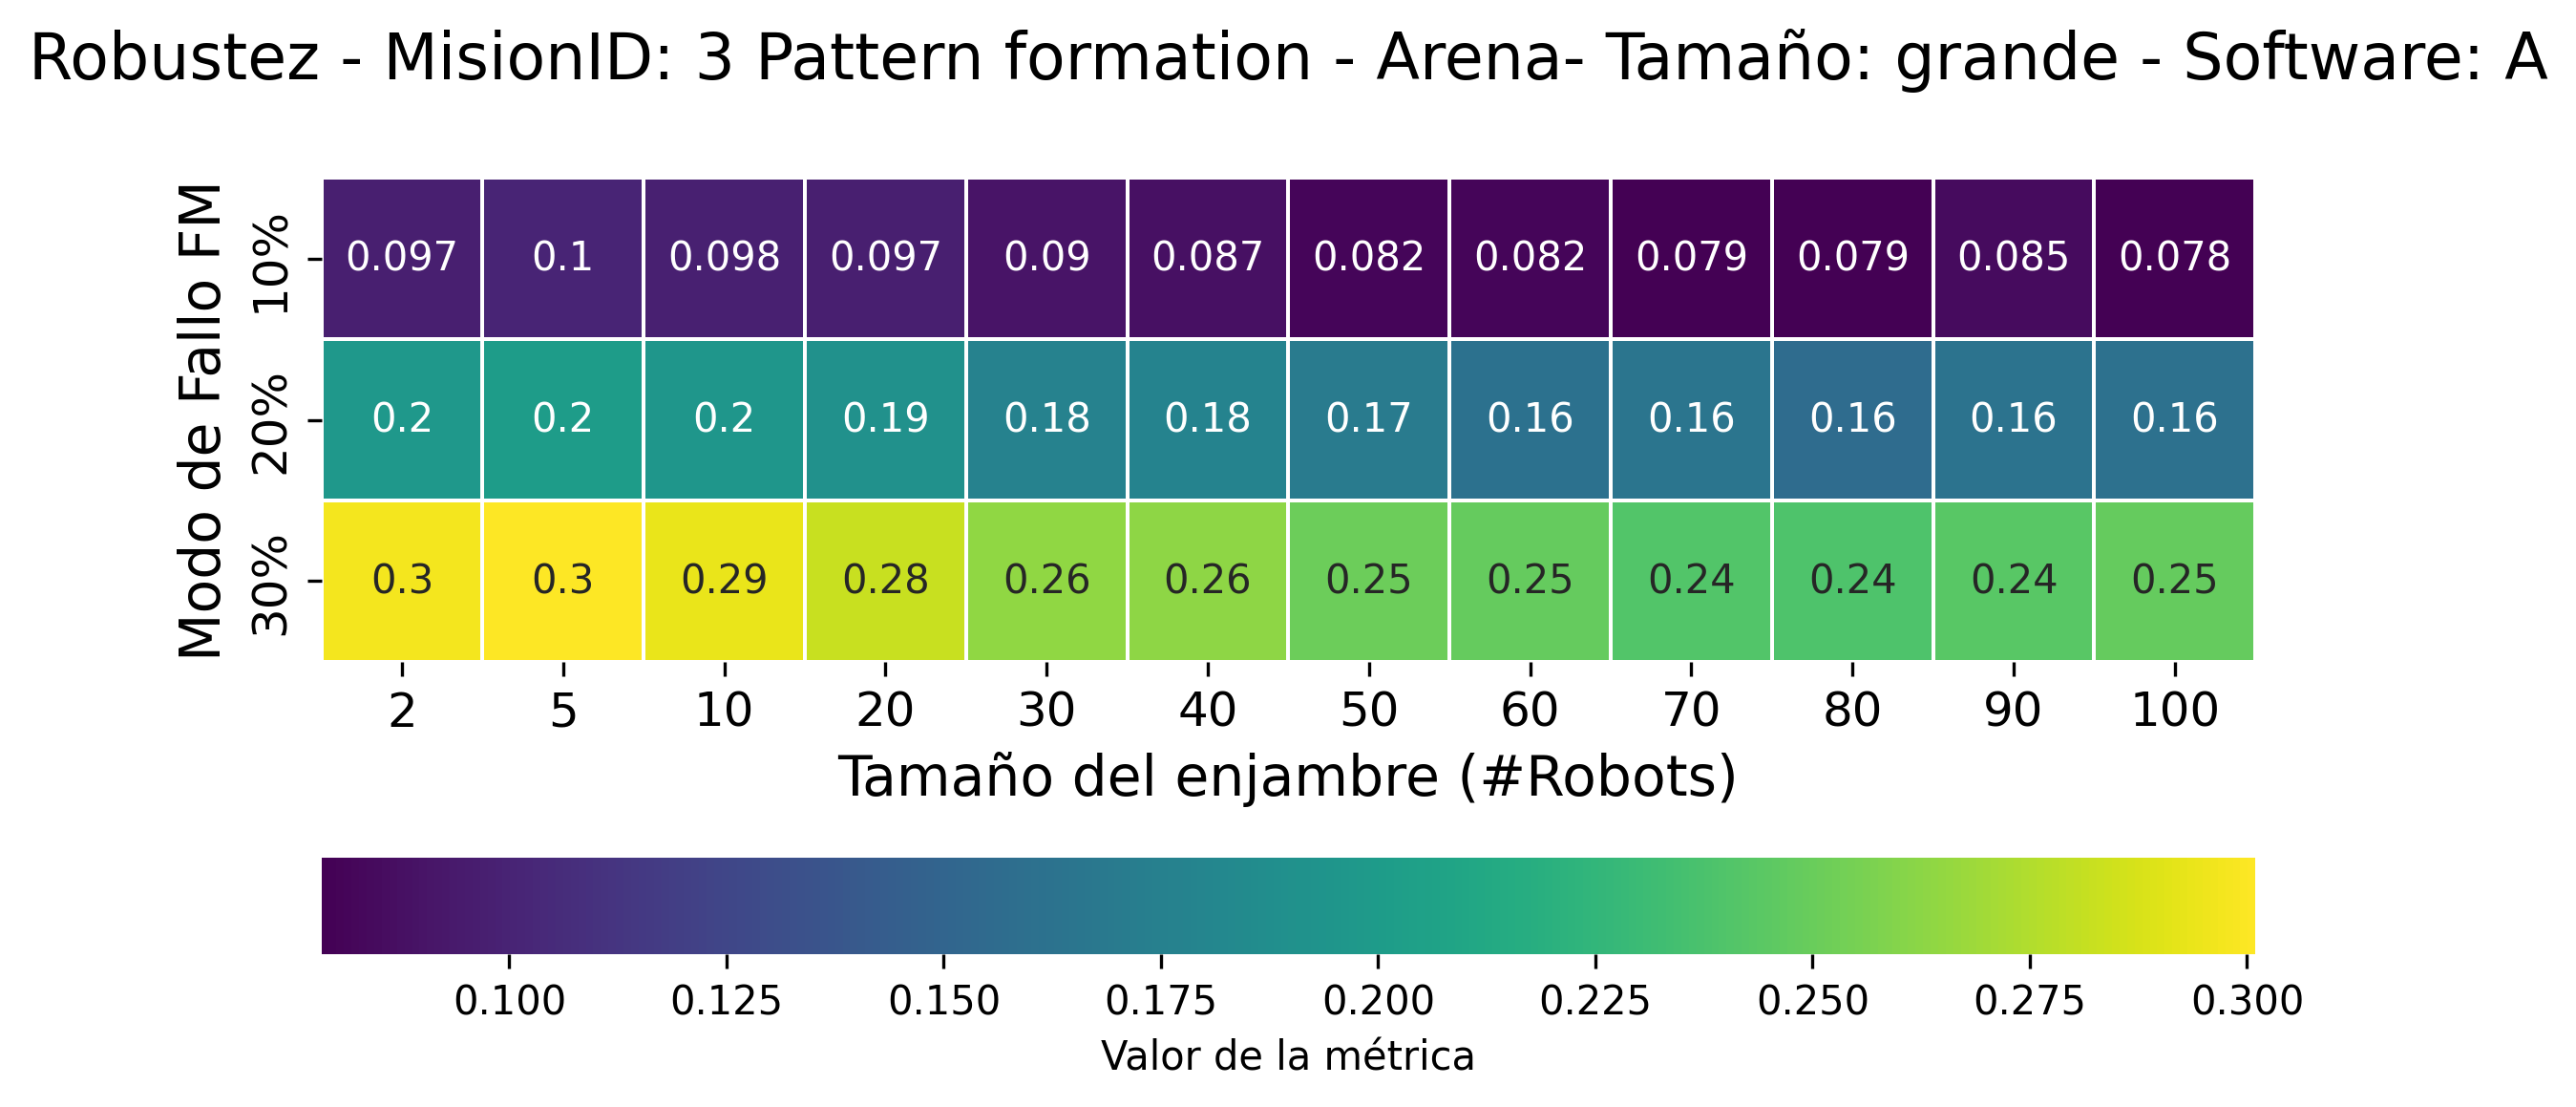 Robustez - MisionID: 3 Pattern formation - Arena- Tamaño: grande - Software: A
Modo de Fallo FM
10%
0.097 0.1 0.098 0.097 0.09 0.087 0.082 0.082 0.079 0.079 0.085 0.078
20%
0.2 0.2 0.2 0.19 0.18 0.18 0.17 0.16 0.16 0.16 0.16 0.16
30%
0.3 0.3 0.29 0.28 0.26 0.26 0.25 0.25 0.24 0.24 0.24 0.25
2 5 10 20 30 40 50 60 70 80 90 100
Tamaño del enjambre (#Robots)
0.100 0.125 0.150 0.175 0.200 0.225 0.250 0.275 0.300
Valor de la métrica